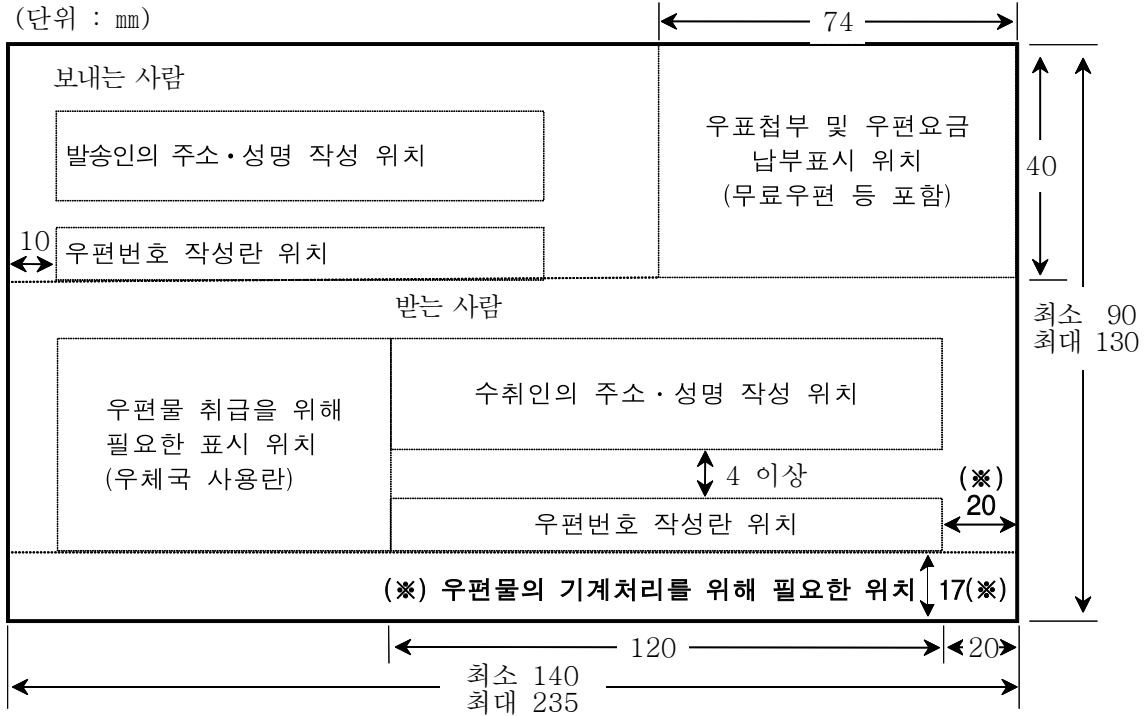 (단위 : ㎜)
74
보내는 사람
발송인의 주소·성명 작성 위치
우표첩부 및 우편요금
납부표시 위치
(무료우편 등 포함)
40
10
우편번호 작성란 위치
받는 사람
최소 90
최대 130
수취인의 주소·성명 작성 위치
우편물 취급을 위해
필요한 표시 위치
(우체국 사용란)
4 이상
(※)
20
우편번호 작성란 위치
(※) 우편물의 기계처리를 위해 필요한 위치
17(※)
120
20
최소 140
최대 235